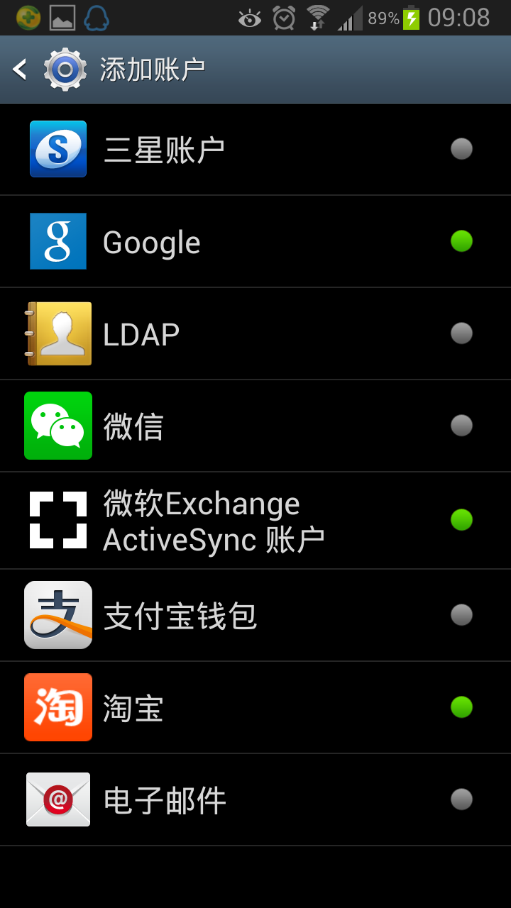 89% 09:08
添加账户
三星账户
Google
LDAP
微信
微软Exchange
ActiveSync 账户
支付宝钱包
淘宝
电子邮件